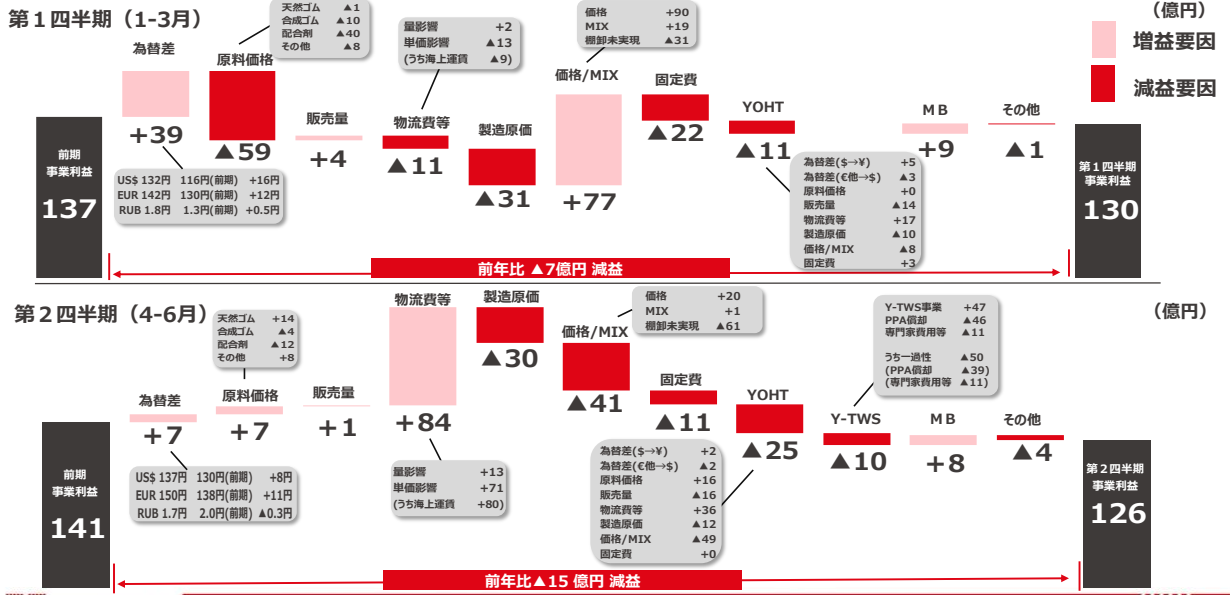 第１四半期（1-3月）
（億円）
増益要因
減益要因
前期
事業利益
137
為替差
+39
US$ 132円 116円(前期) +16円
EUR 142円 130円(前期) +12円
RUB 1.8円 1.3円(前期) +0.5円
天然ゴム ▲1
合成ゴム ▲10
配合剤 ▲40
その他 ▲8
原料価格
▲59
販売量
+4
量影響 +2
単価影響 ▲13
(うち海上運賃 ▲9)
物流費等
▲11
製造原価
▲31
価格 +90
MIX +19
棚卸未実現 ▲31
価格/MIX
+77
固定費
▲22
YOHT
▲11
為替差($→¥) +5
為替差(€他→$) ▲3
原料価格 +0
販売量 ▲14
物流費等 +17
製造原価 ▲10
価格/MIX ▲8
固定費 +3
ＭＢ
+9
その他
▲1
第１四半期
事業利益
130
前年比 ▲7億円 減益
第２四半期（4-6月）
（億円）
前期
事業利益
141
為替差
+7
US$ 137円 130円(前期) +8円
EUR 150円 138円(前期) +11円
RUB 1.7円 2.0円(前期) ▲0.3円
天然ゴム +14
合成ゴム ▲4
配合剤 ▲12
その他 +8
原料価格
+7
販売量
+1
物流費等
+84
量影響 +13
単価影響 +71
(うち海上運賃 +80)
製造原価
▲30
価格 +20
MIX +1
棚卸未実現 ▲61
価格/MIX
▲41
固定費
▲11
YOHT
▲25
為替差($→¥) +2
為替差(€他→$) ▲2
原料価格 +16
販売量 ▲16
物流費等 +36
製造原価 ▲12
価格/MIX ▲49
固定費 +0
Y-TWS事業 +47
PPA償却 ▲46
専門家費用等 ▲11
うち一過性 ▲50
(PPA償却 ▲39)
(専門家費用等 ▲11)
Y-TWS
▲10
ＭＢ
+8
その他
▲4
第２四半期
事業利益
126
前年比▲15 億円 減益